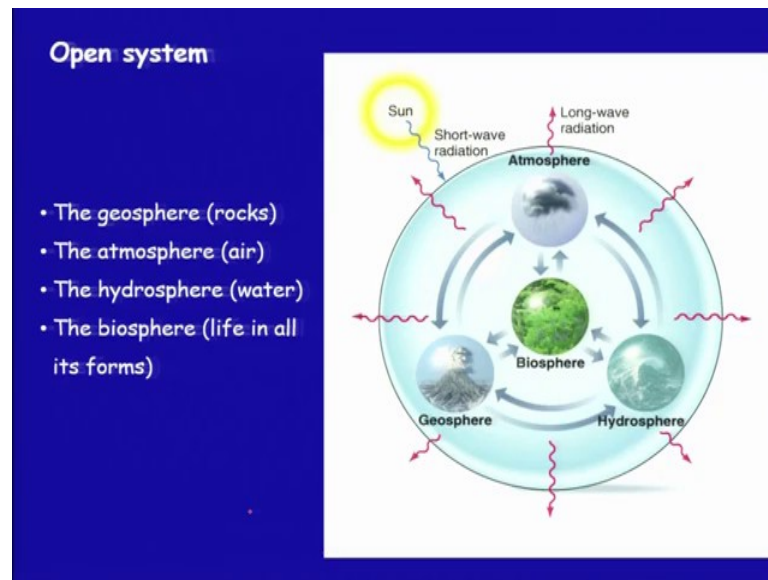 Open system
• The geosphere (rocks)
• The atmosphere (air)
• The hydrosphere (water)
• The biosphere (life in all
its forms)
Sun
Short-wave
radiation
Long-wave
radiation
Atmosphere
Biosphere
Geosphere
Hydrosphere